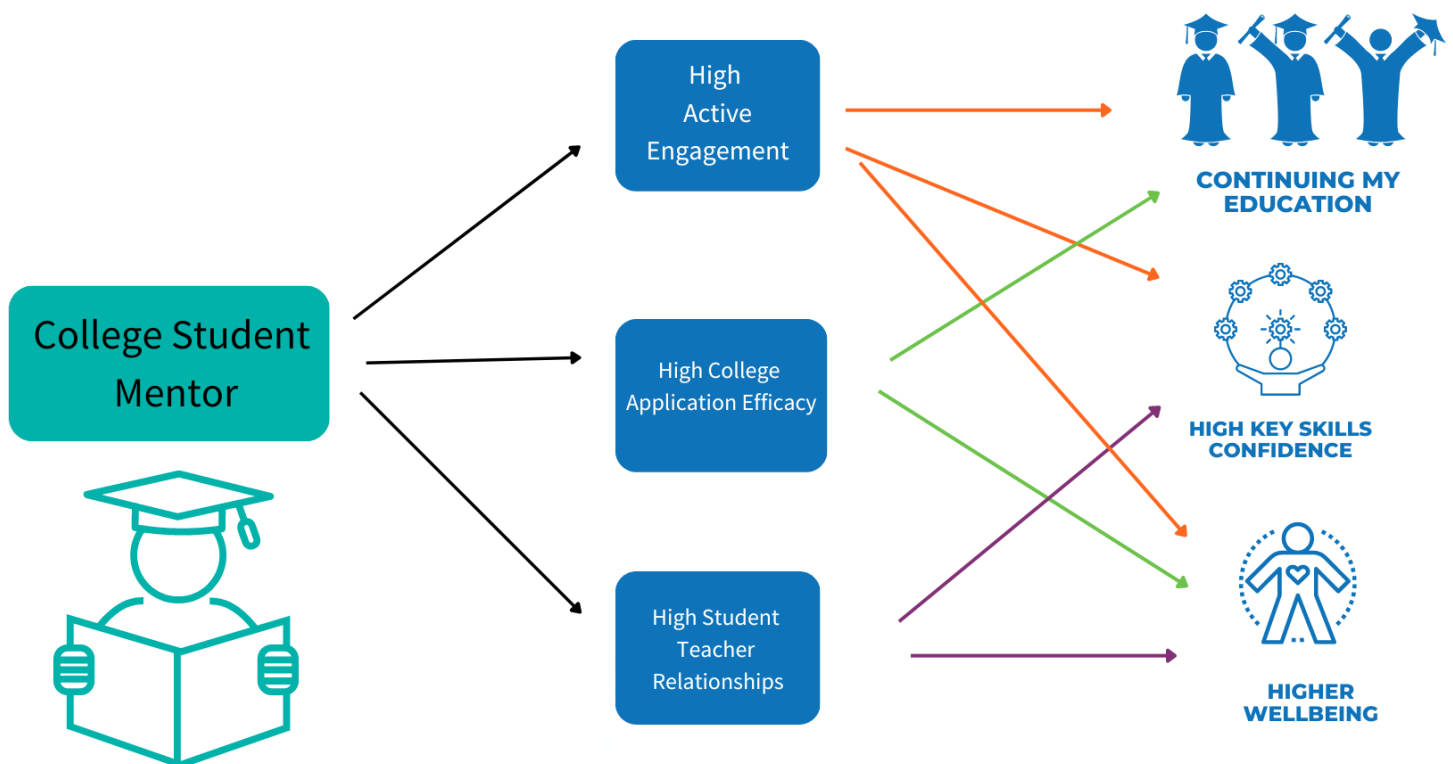 College Student
Mentor
High
Active
Engagement
High College
Application Efficacy
High Student
Teacher
Relationships
CONTINUING MY
EDUCATION
HIGH KEY SKILLS
CONFIDENCE
HIGHER
WELLBEING